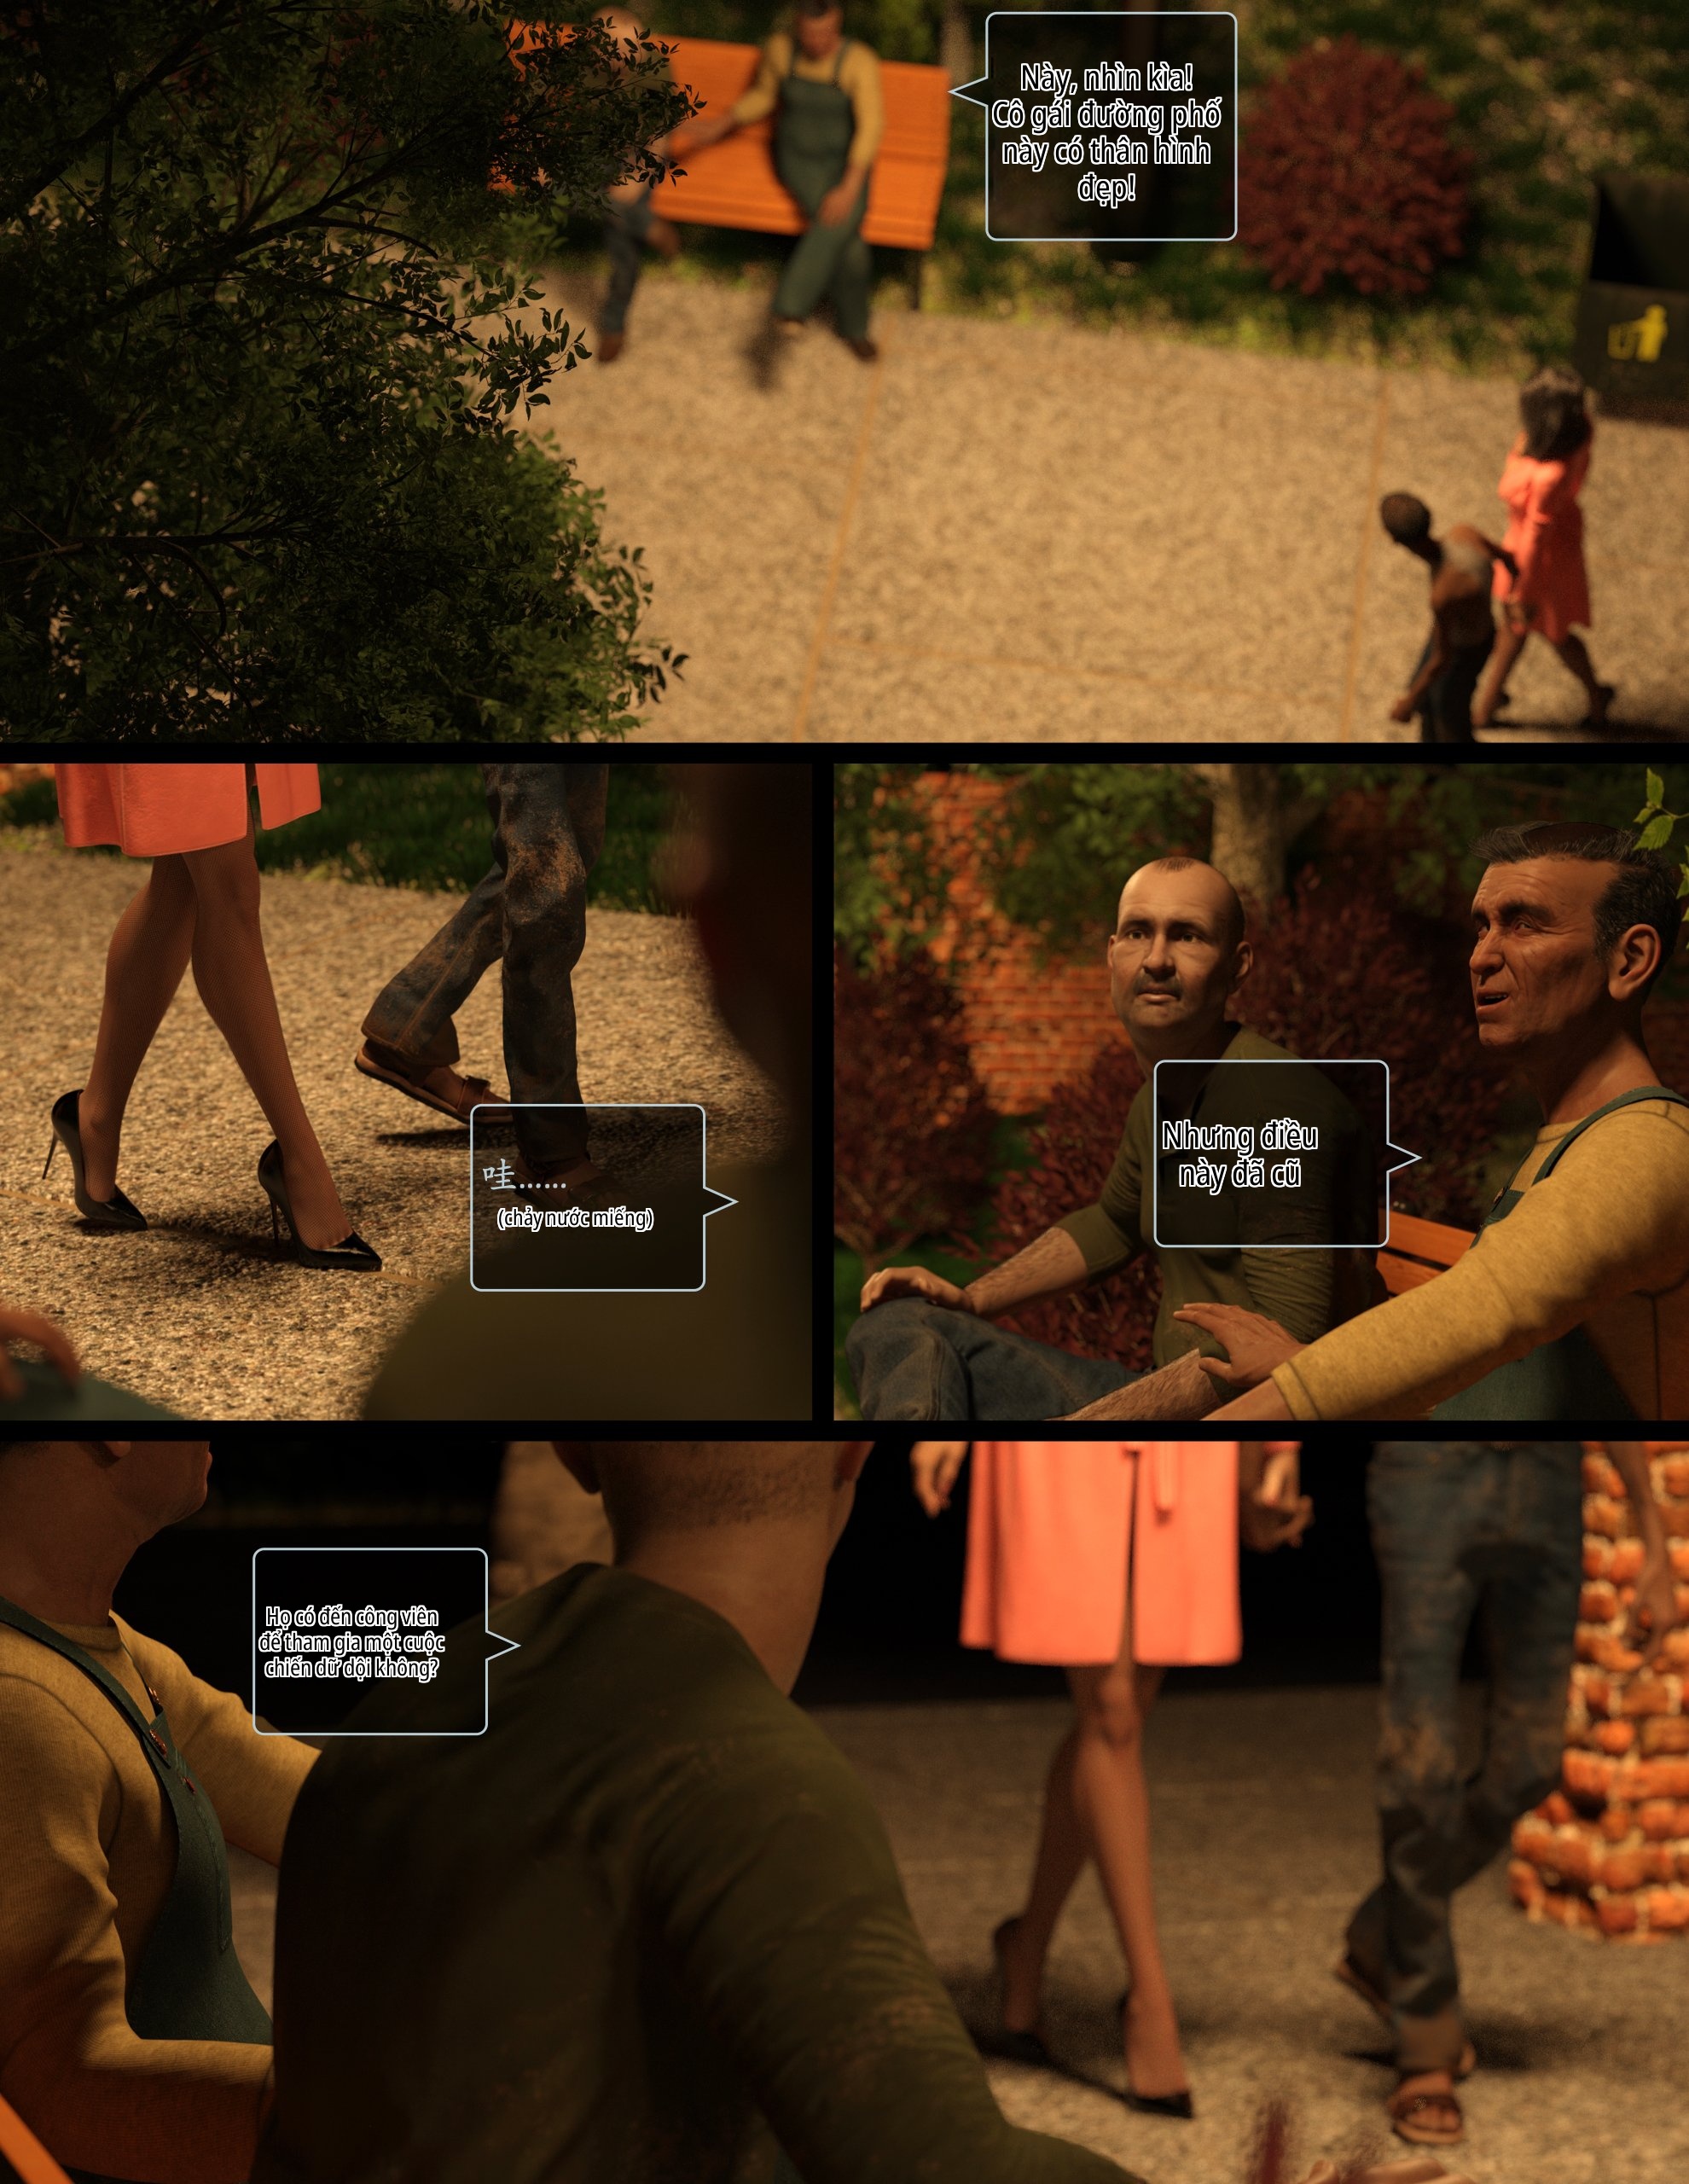 Này, nhìn kìa!
Cô gái đường phố
này có thân hình
đẹp!
哇……
(chảy nước miếng)
Nhưng điều
này đã cũ
Họ có đến công viên
để tham gia một cuộc
chiến dữ dội không?